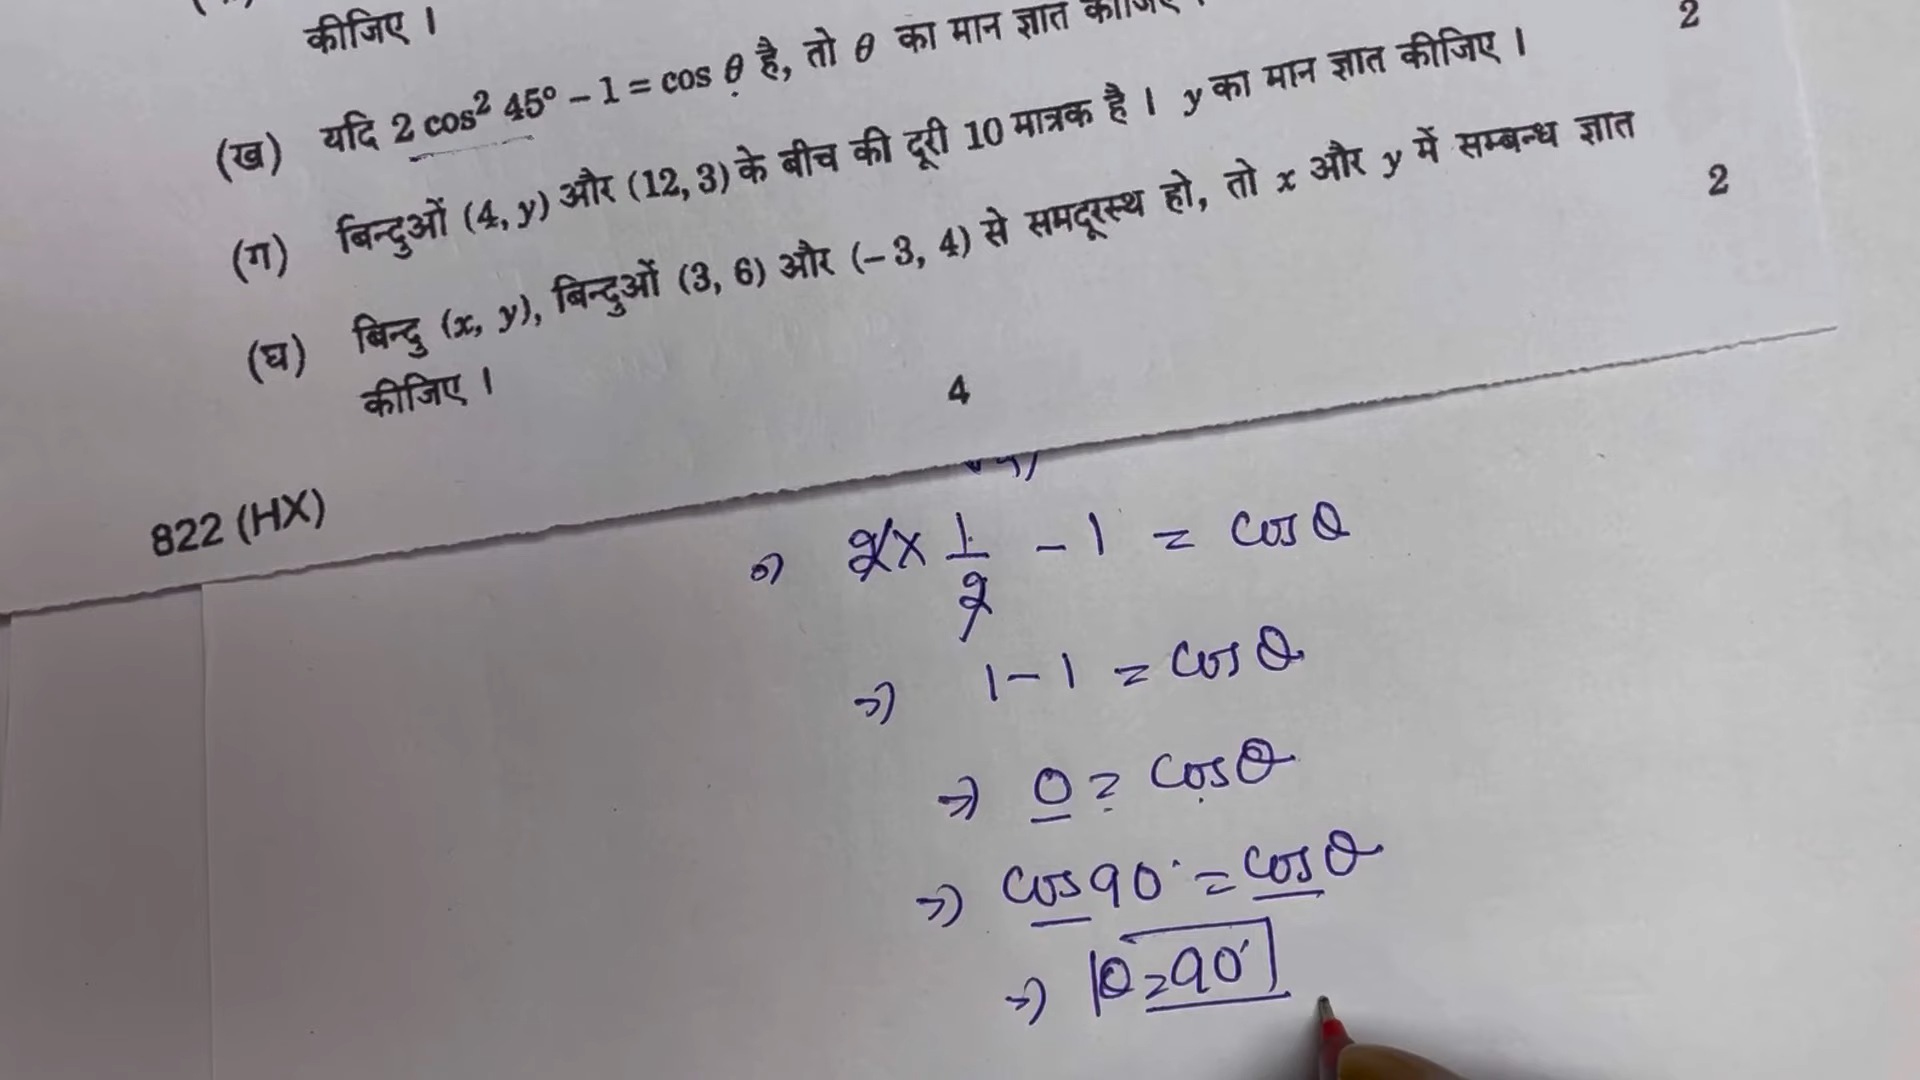 कीजिए ।
(ख) यदि 2 cos² 45° – 1 = cos θ है, तो θ का मान ज्ञात कीजिए ।
2
(ग) बिन्दुओं (4, y) और (12, 3) के बीच की दूरी 10 मात्रक है । y का मान ज्ञात कीजिए ।
2
(घ) बिन्दु (x, y), बिन्दुओं (3, 6) और (– 3, 4) से समदूरस्थ हो, तो x और y में सम्बन्ध ज्ञात
कीजिए ।
4
822 (HX)
⇒ 2 × 1/2 – 1 = cos θ
⇒ 1 – 1 = cos θ
⇒ 0 = cos θ
⇒ cos 90° = cos θ
⇒ θ = 90°